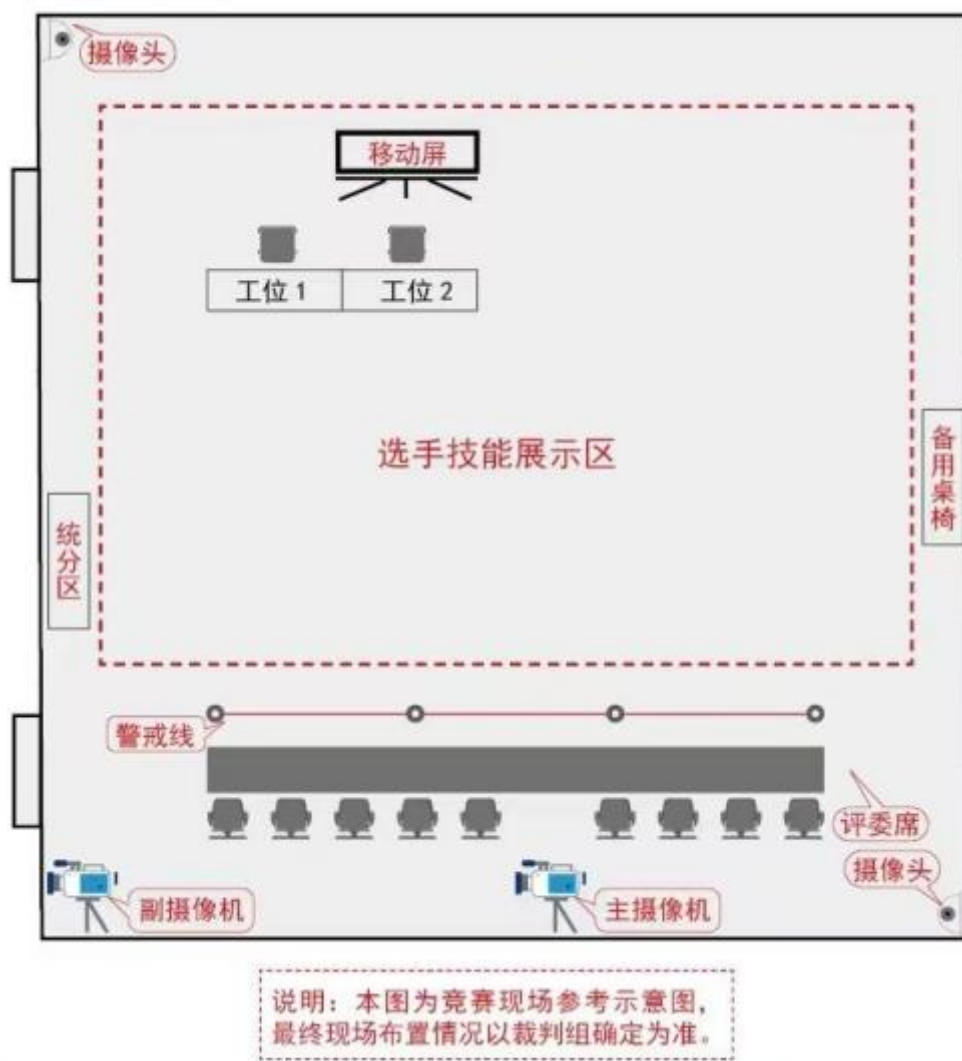 摄像头
移动屏
工位 1
工位 2
选手技能展示区
备用桌椅
统分区
警戒线
评委席
摄像头
副摄像机
主摄像机
说明：本图为竞赛现场参考示意图，
最终现场布置情况以裁判组确定为准。